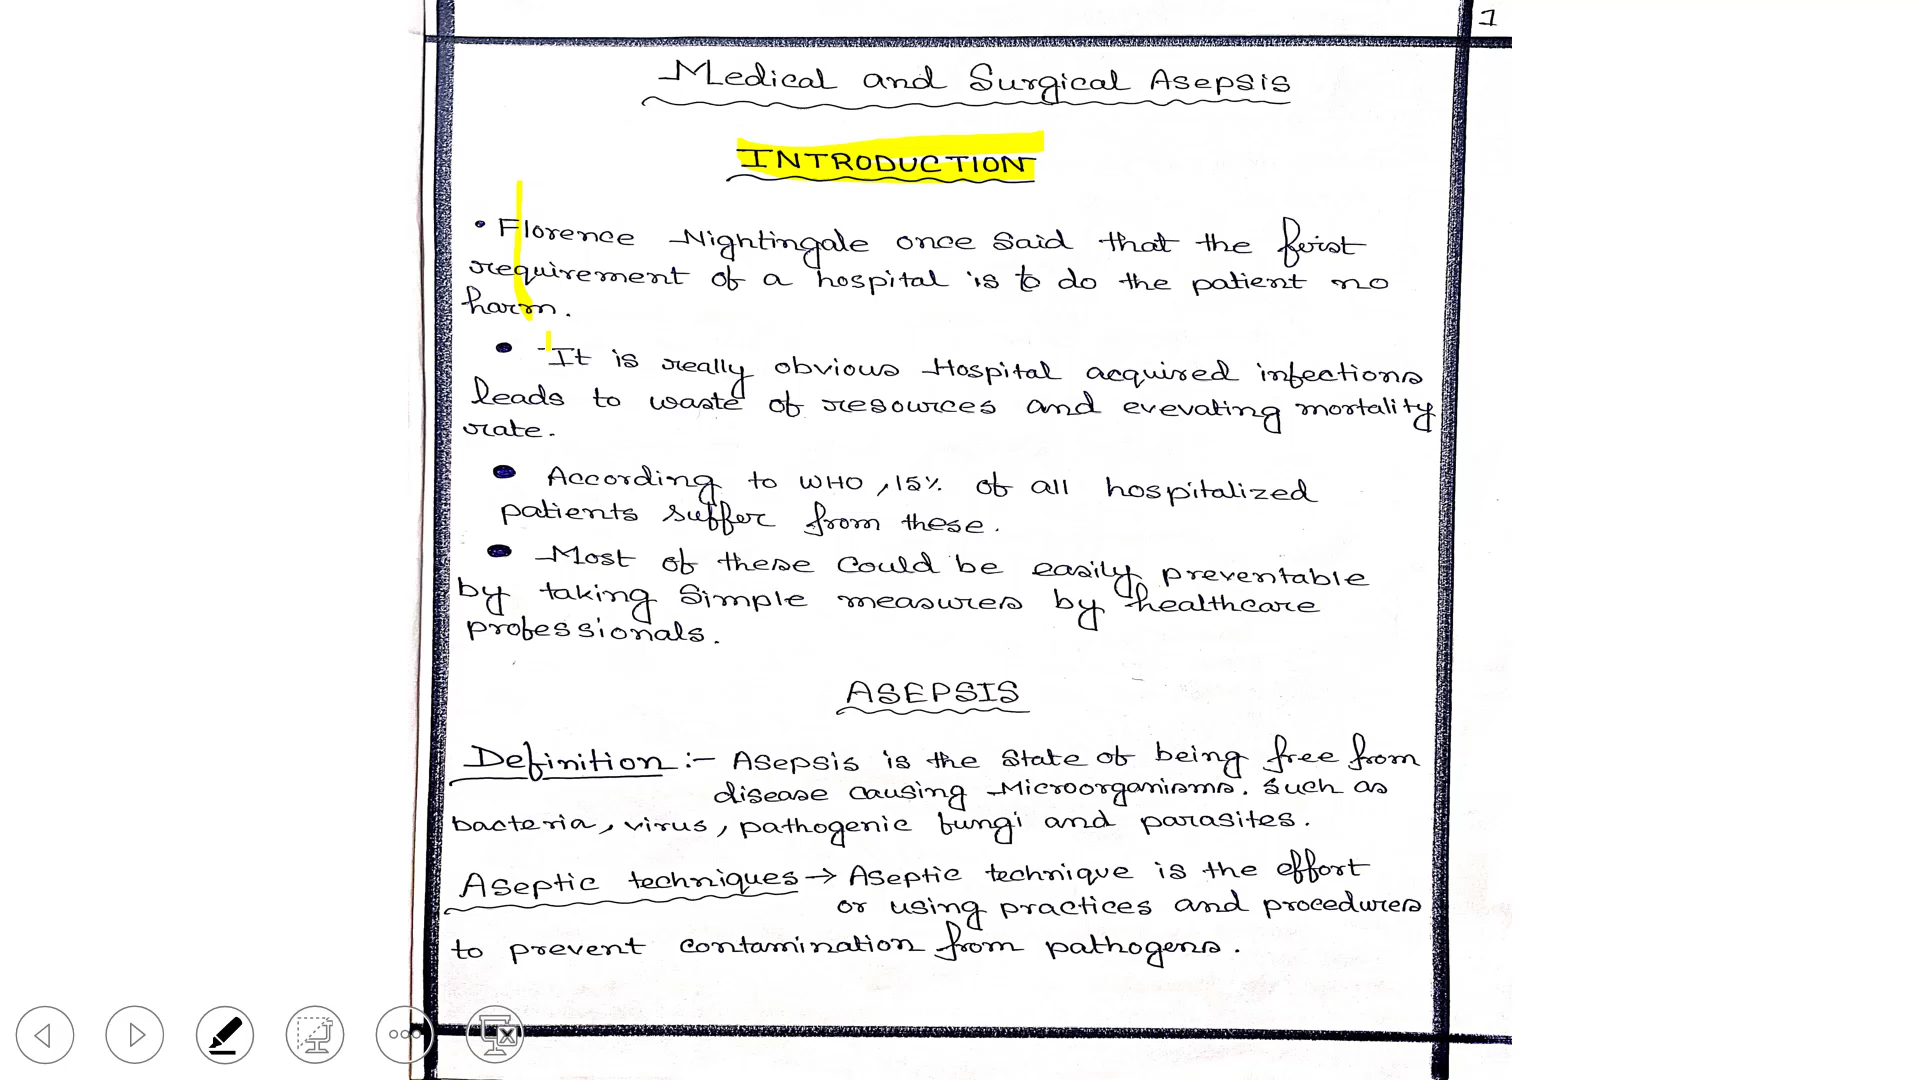 1
Medical and Surgical Asepsis
INTRODUCTION
• Florence Nightingale once said that the first
requirement of a hospital is to do the patient no
harm.
• It is really obvious Hospital acquired infections
leads to waste of resources and evevating mortality
rate.
• According to WHO, 15% of all hospitalized
patients suffer from these.
• Most of these could be easily preventable
by taking simple measures by healthcare
professionals.
ASEPSIS
Definition :- Asepsis is the state of being free from
disease causing Microorganisms. Such as
bacteria, virus, pathogenic fungi and parasites.
Aseptic techniques → Aseptic technique is the effort
or using practices and procedures
to prevent contamination from pathogens.